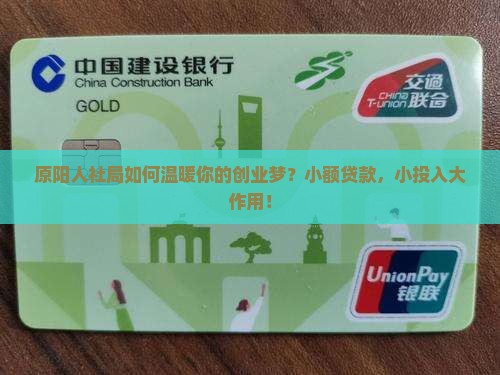 中国建设银行
China Construction Bank
GOLD
交通
联合
CHINA
T-UNION
原阳人社局如何温暖你的创业梦？小额贷款，小投入大
作用！
UnionPay
银联